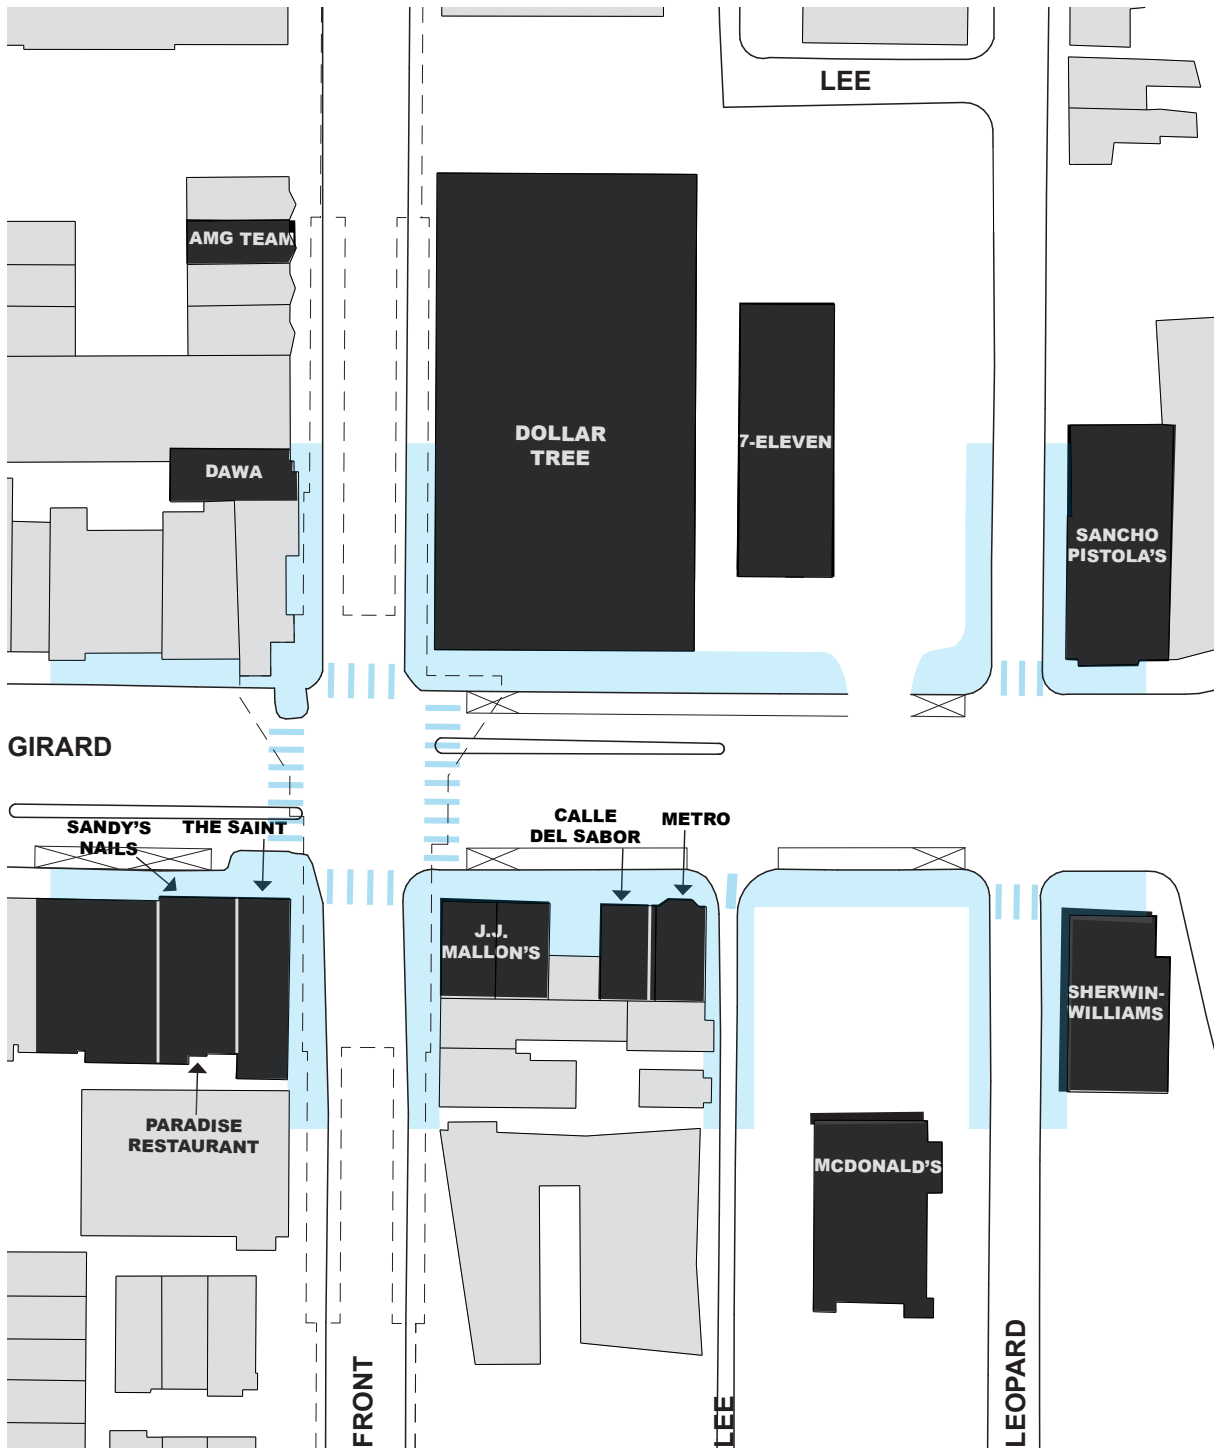 LEE
AMG TEAM
DOLLAR
TREE
7-ELEVEN
DAWA
SANCHO
PISTOLA'S
GIRARD
SANDY'S
NAILS
THE SAINT
CALLE
DEL SABOR
METRO
J.J.
MALLON'S
SHERWIN-
WILLIAMS
PARADISE
RESTAURANT
MCDONALD'S
FRONT
LEE
LEOPARD